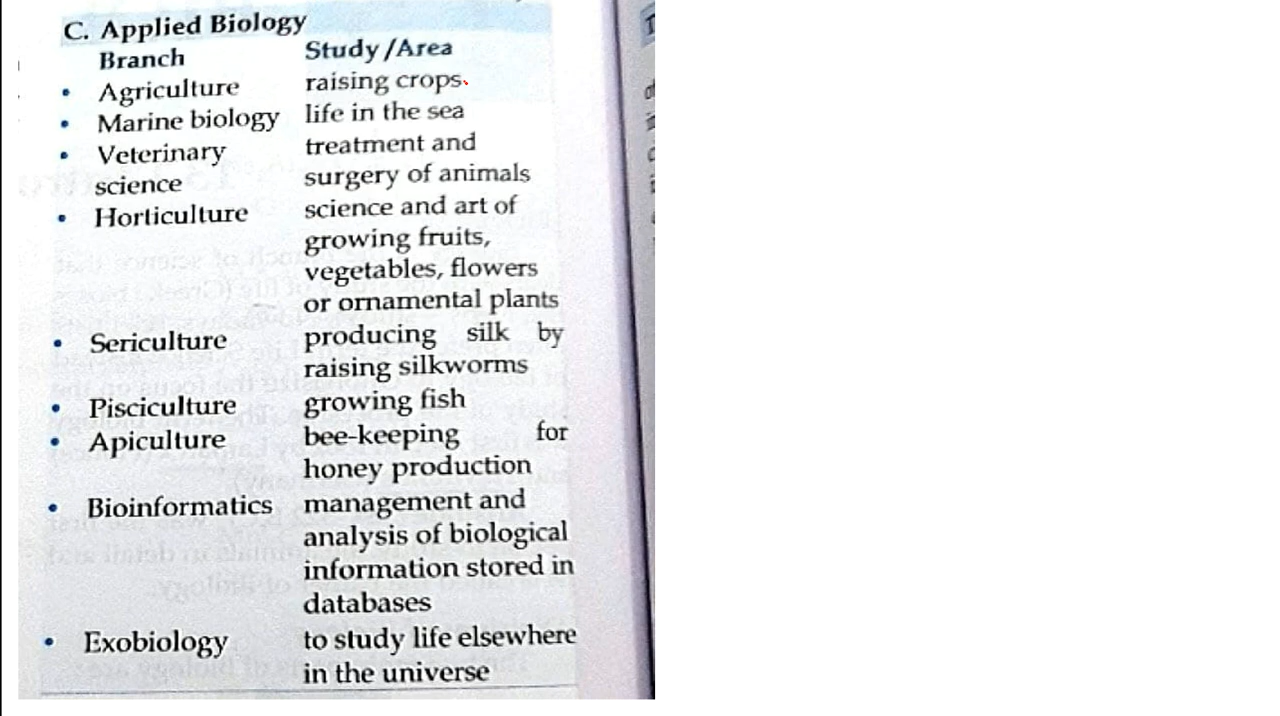 C. Applied Biology
Branch Study/Area
• Agriculture raising crops.
• Marine biology life in the sea
• Veterinary treatment and
science surgery of animals
• Horticulture science and art of
growing fruits,
vegetables, flowers
or ornamental plants
• Sericulture producing silk by
raising silkworms
• Pisciculture growing fish
• Apiculture bee-keeping for
honey production
• Bioinformatics management and
analysis of biological
information stored in
databases
• Exobiology to study life elsewhere
in the universe